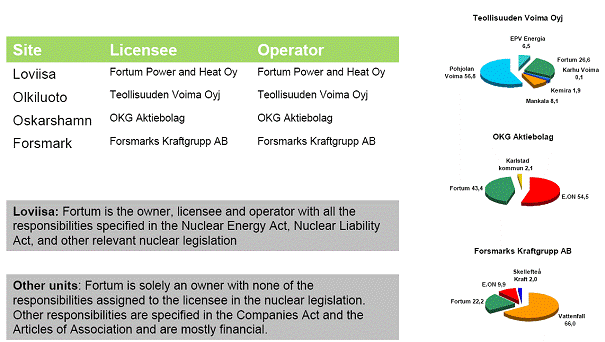 Site Licensee Operator
Loviisa Fortum Power and Heat Oy Fortum Power and Heat Oy
Olkiluoto Teollisuuden Voima Oyj Teollisuuden Voima Oyj
Oskarshamn OKG Aktiebolag OKG Aktiebolag
Forsmark Forsmarks Kraftgrupp AB Forsmarks Kraftgrupp AB
Loviisa: Fortum is the owner, licensee and operator with all the
responsibilities specified in the Nuclear Energy Act, Nuclear Liability
Act, and other relevant nuclear legislation
Other units: Fortum is solely an owner with none of the
responsibilities assigned to the licensee in the nuclear legislation.
Other responsibilities are specified in the Companies Act and the
Articles of Association and are mostly financial.
Teollisuuden Voima Oyj
EPV Energia
6,5
Fortum 26,6
Karhu Voima
0,1
Kemira 1,9
Mankala 8,1
Pohjolan
Voima 56,8
OKG Aktiebolag
Karlstad
kommun 2,1
Fortum 43,4
E.ON 54,5
Forsmarks Kraftgrupp AB
Skellefteå
Kraft 2,0
E.ON 9,9
Fortum 22,2
Vattenfall
66,0